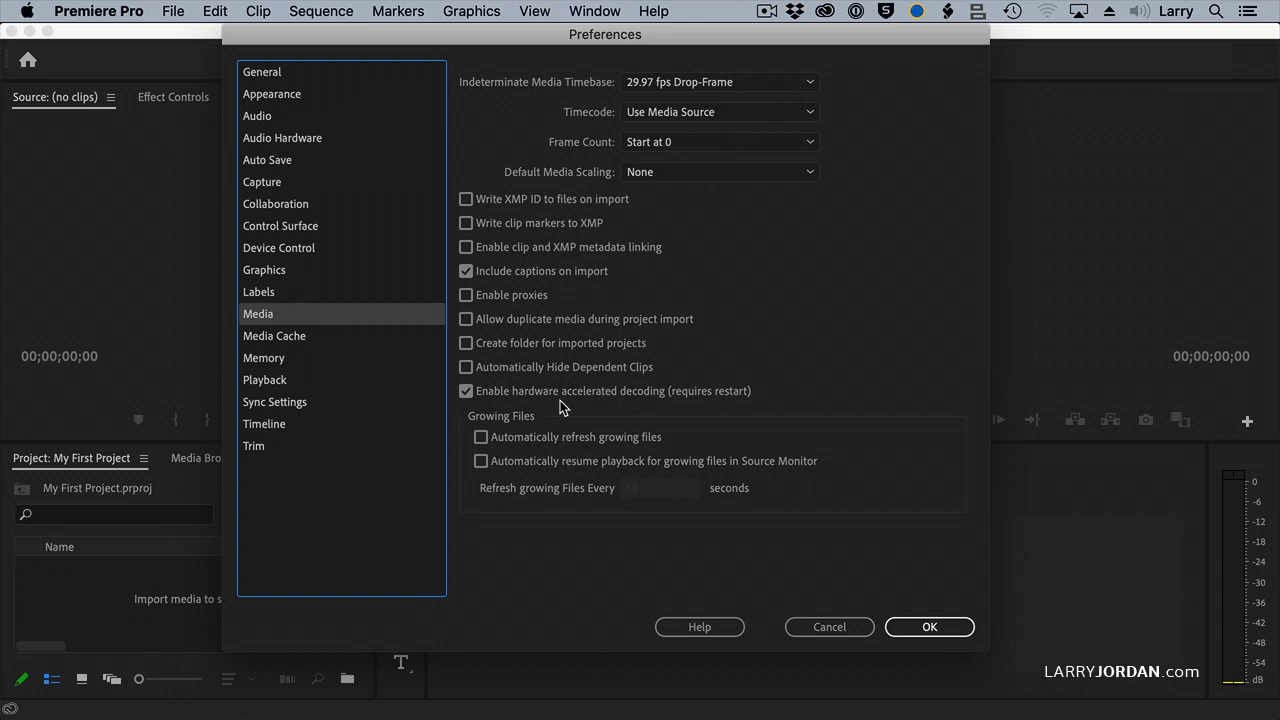 Premiere Pro File Edit Clip Sequence Markers Graphics View Window Help Larry
Preferences
Source: (no clips) Effect Controls
General
Appearance
Audio
Audio Hardware
Auto Save
Capture
Collaboration
Control Surface
Device Control
Graphics
Labels
Media
Media Cache
Memory
Playback
Sync Settings
Timeline
Trim
Indeterminate Media Timebase: 29.97 fps Drop-Frame
Timecode: Use Media Source
Frame Count: Start at 0
Default Media Scaling: None
Write XMP ID to files on import
Write clip markers to XMP
Enable clip and XMP metadata linking
Include captions on import
Enable proxies
Allow duplicate media during project import
Create folder for imported projects
Automatically Hide Dependent Clips
Enable hardware accelerated decoding (requires restart)
Growing Files
Automatically refresh growing files
Automatically resume playback for growing files in Source Monitor
Refresh growing Files Every 60 seconds
Help Cancel OK
00;00;00;00
00;00;00;00
Project: My First Project Media Bro
My First Project.prproj
Name
Import media to s
T
0
-6
-12
-18
-24
-30
-36
-42
-48
-54
dB
LARRYJORDAN.com